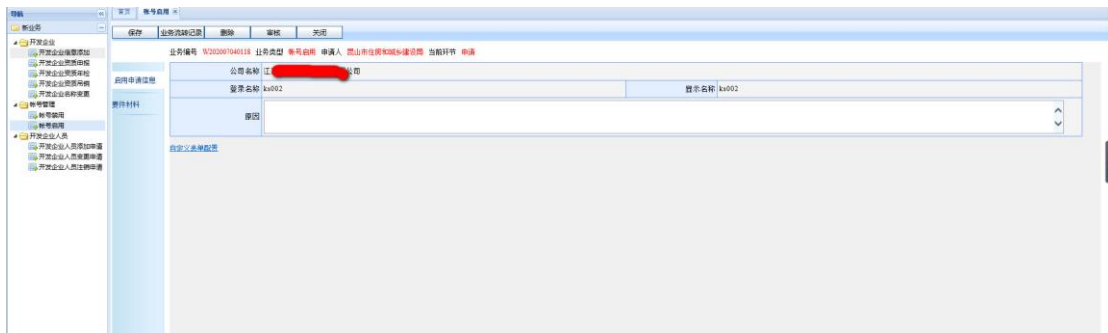 导航
首页 帐号启用
新业务
保存 业务流转记录 删除 审核 关闭
开发企业
开发企业信息添加
开发企业资质申报
开发企业资质年检
开发企业资质吊销
开发企业名称变更
帐号管理
帐号禁用
帐号启用
开发企业人员
开发企业人员添加申请
开发企业人员变更申请
开发企业人员注销申请
业务编号 W202007040118 业务类型 帐号启用 申请人 昆山市住房和城乡建设局 当前环节 申请
启用申请信息
要件材料
公司名称 江 公司
登录名称 ks002 显示名称 ks002
原因
自定义表单配置